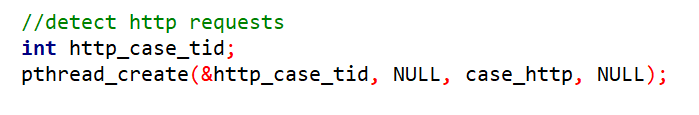 //detect http requests
int http_case_tid;
pthread_create(&http_case_tid, NULL, case_http, NULL);